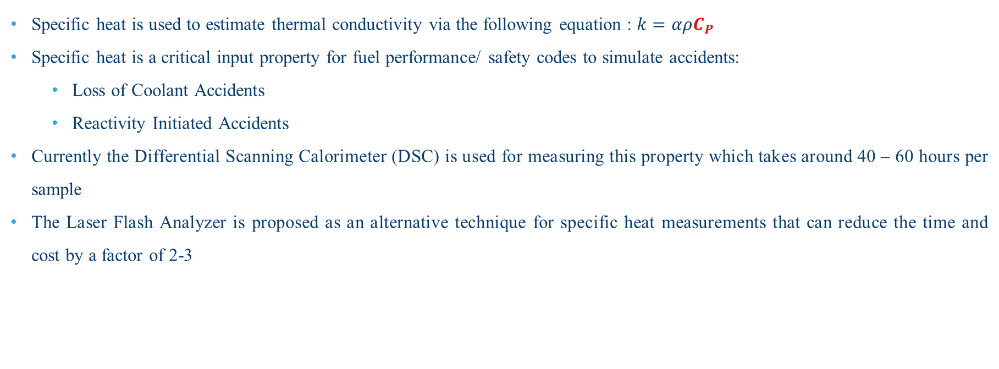 • Specific heat is used to estimate thermal conductivity via the following equation : k = αρC_P
• Specific heat is a critical input property for fuel performance/ safety codes to simulate accidents:
• Loss of Coolant Accidents
• Reactivity Initiated Accidents
• Currently the Differential Scanning Calorimeter (DSC) is used for measuring this property which takes around 40 – 60 hours per
sample
• The Laser Flash Analyzer is proposed as an alternative technique for specific heat measurements that can reduce the time and
cost by a factor of 2-3